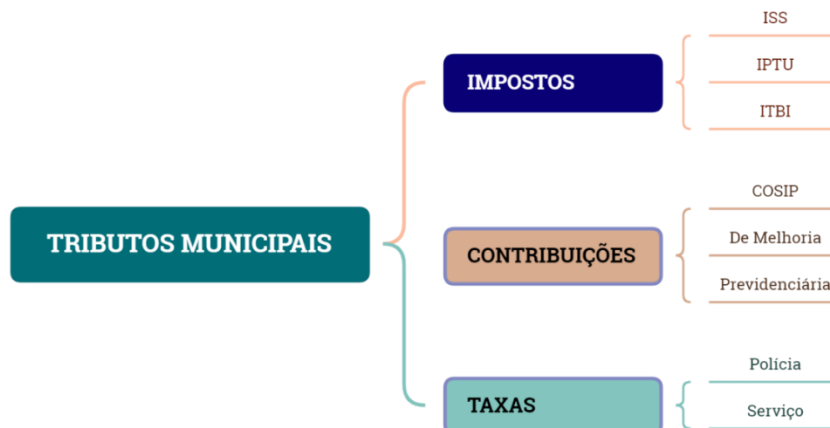 TRIBUTOS MUNICIPAIS
IMPOSTOS
ISS
IPTU
ITBI
CONTRIBUIÇÕES
COSIP
De Melhoria
Previdenciária
TAXAS
Polícia
Serviço